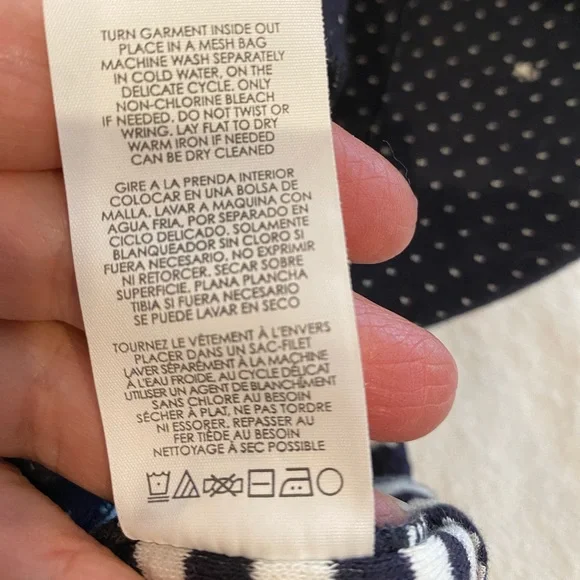 TURN GARMENT INSIDE OUT
PLACE IN A MESH BAG
MACHINE WASH SEPARATELY
IN COLD WATER, ON THE
DELICATE CYCLE. ONLY
NON-CHLORINE BLEACH
IF NEEDED. DO NOT TWIST OR
WRING. LAY FLAT TO DRY
WARM IRON IF NEEDED
CAN BE DRY CLEANED
GIRE A LA PRENDA INTERIOR
COLOCAR EN UNA BOLSA DE
MALLA. LAVAR A MAQUINA CON
AGUA FRIA, POR SEPARADO EN
CICLO DELICADO. SOLAMENTE
BLANQUEADOR SIN CLORO SI
FUERA NECESARIO. NO EXPRIMIR
NI RETORCER. SECAR SOBRE
SUPERFICIE. PLANA PLANCHA
TIBIA SI FUERA NECESARIO
SE PUEDE LAVAR EN SECO
TOURNEZ LE VÊTEMENT À L'ENVERS
PLACER DANS UN SAC-FILET
LAVER SÉPARÉMENT À LA MACHINE
À L'EAU FROIDE, AU CYCLE DÉLICAT
UTILISER UN AGENT DE BLANCHIMENT
SANS CHLORE AU BESOIN
SÉCHER À PLAT, NE PAS TORDRE
NI ESSORER, REPASSER AU
FER TIÈDE AU BESOIN
NETTOYAGE À SEC POSSIBLE